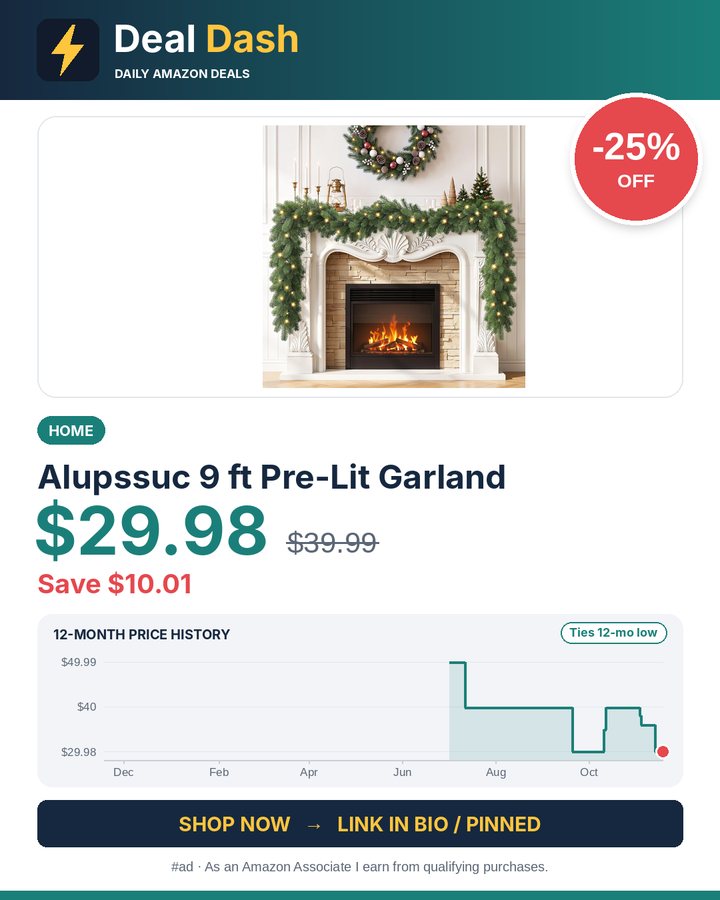 Deal Dash
DAILY AMAZON DEALS
-25%
OFF
HOME
Alupssuc 9 ft Pre-Lit Garland
$29.98 $39.99
Save $10.01
12-MONTH PRICE HISTORY
Ties 12-mo low
$49.99
$40
$29.98
Dec Feb Apr Jun Aug Oct
SHOP NOW → LINK IN BIO / PINNED
#ad · As an Amazon Associate I earn from qualifying purchases.